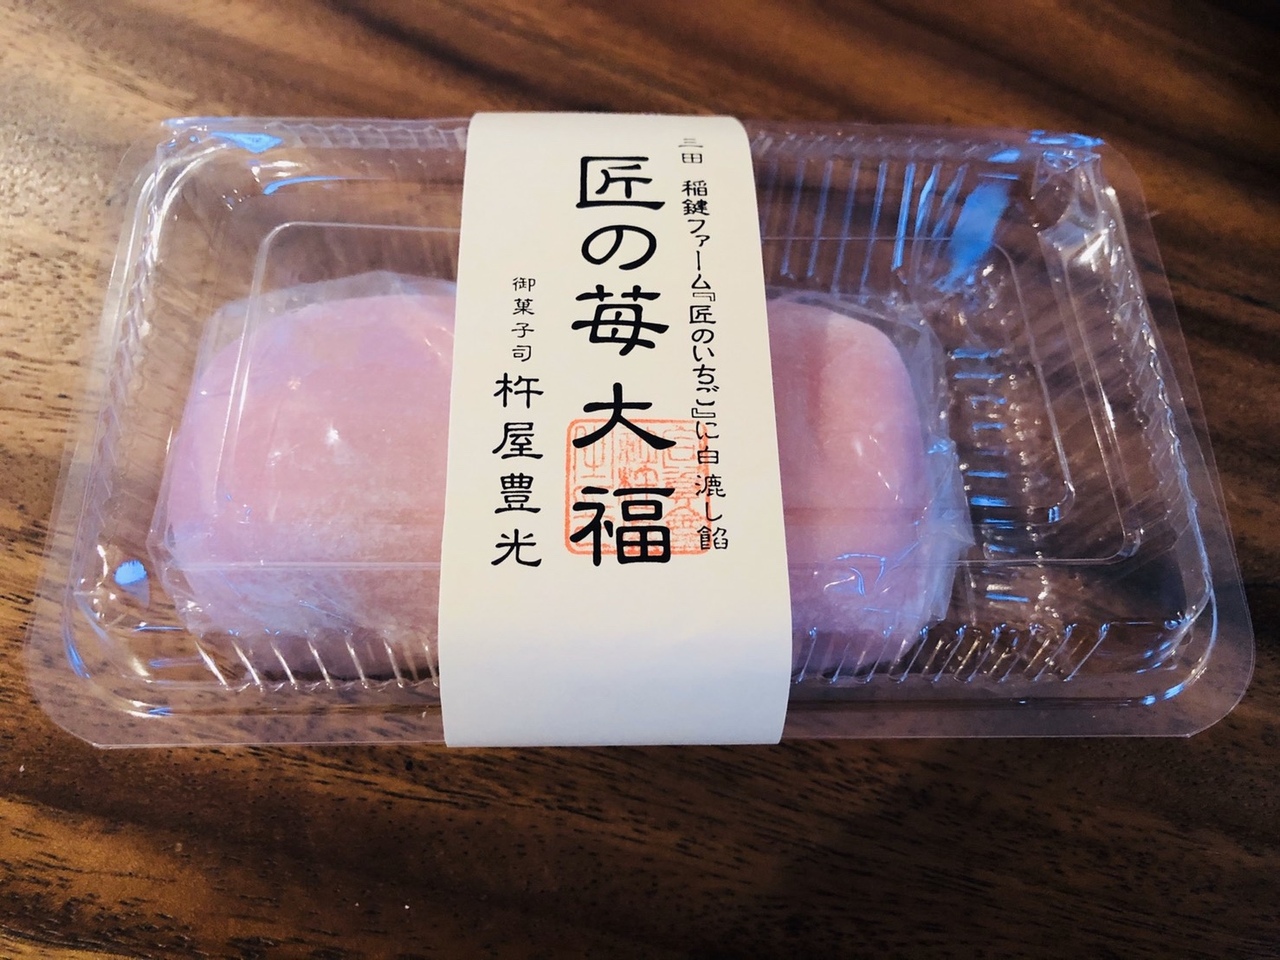 三田 稲鍵ファーム『匠のいちご』に白漉し餡
匠の苺大福
御菓子司 杵屋豊光